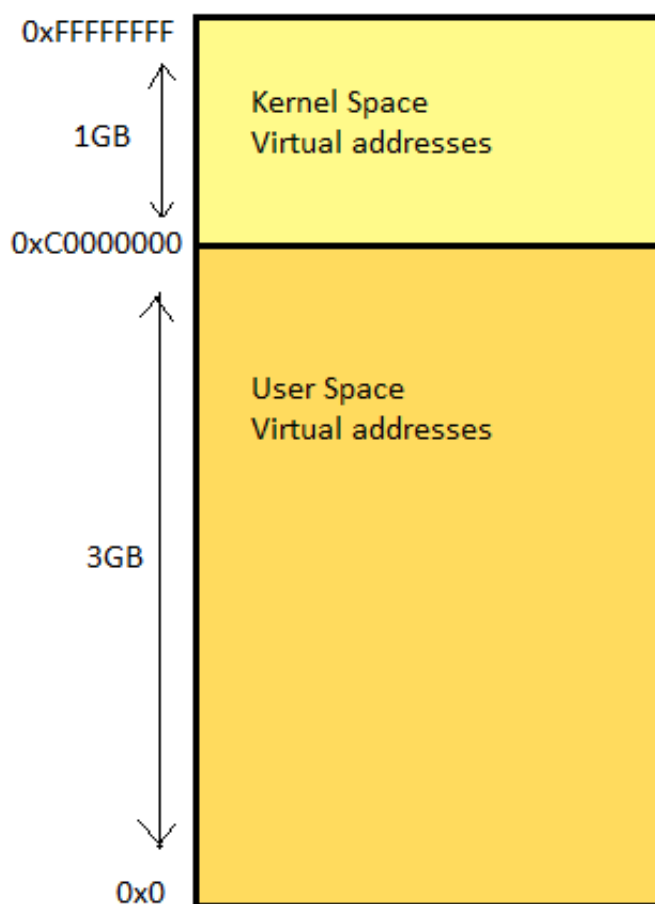 0xFFFFFFFF
Kernel Space
Virtual addresses
1GB
0xC0000000
User Space
Virtual addresses
3GB
0x0